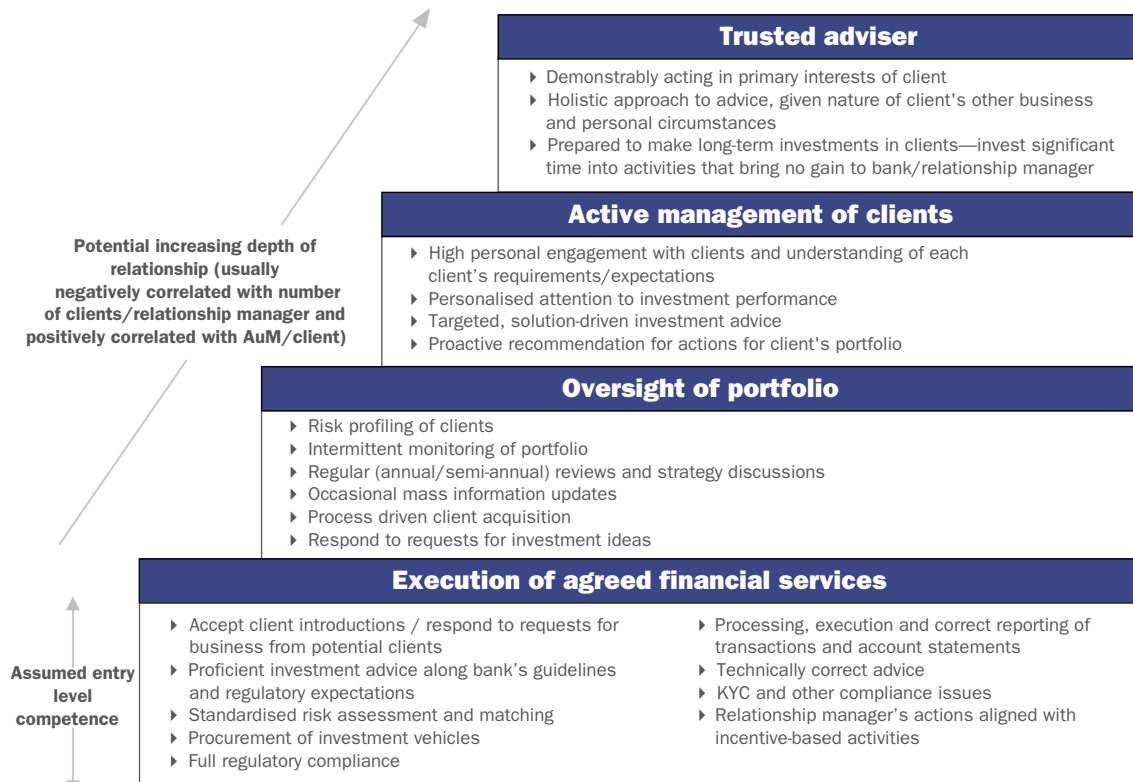 Trusted adviser
Demonstrably acting in primary interests of client
Holistic approach to advice, given nature of client's other business
and personal circumstances
Prepared to make long-term investments in clients—invest significant
time into activities that bring no gain to bank/relationship manager
Active management of clients
High personal engagement with clients and understanding of each
client’s requirements/expectations
Personalised attention to investment performance
Targeted, solution-driven investment advice
Proactive recommendation for actions for client's portfolio
Potential increasing depth of
relationship (usually
negatively correlated with number
of clients/relationship manager and
positively correlated with AuM/client)
Oversight of portfolio
Risk profiling of clients
Intermittent monitoring of portfolio
Regular (annual/semi-annual) reviews and strategy discussions
Occasional mass information updates
Process driven client acquisition
Respond to requests for investment ideas
Execution of agreed financial services
Accept client introductions / respond to requests for
business from potential clients
Proficient investment advice along bank’s guidelines
and regulatory expectations
Standardised risk assessment and matching
Procurement of investment vehicles
Full regulatory compliance
Processing, execution and correct reporting of
transactions and account statements
Technically correct advice
KYC and other compliance issues
Relationship manager’s actions aligned with
incentive-based activities
Assumed entry
level
competence